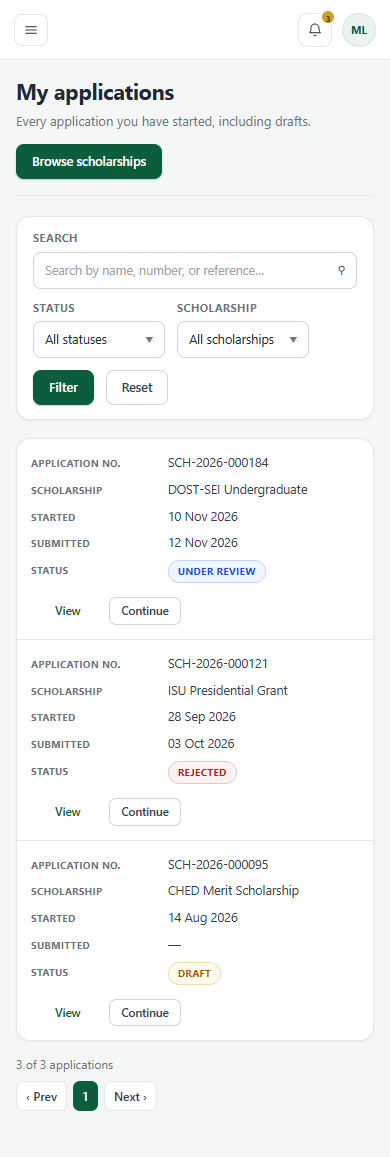 3
ML
My applications
Every application you have started, including drafts.
Browse scholarships
SEARCH
Search by name, number, or reference...
STATUS SCHOLARSHIP
All statuses All scholarships
Filter Reset
APPLICATION NO. SCH-2026-000184
SCHOLARSHIP DOST-SEI Undergraduate
STARTED 10 Nov 2026
SUBMITTED 12 Nov 2026
STATUS UNDER REVIEW
View Continue
APPLICATION NO. SCH-2026-000121
SCHOLARSHIP ISU Presidential Grant
STARTED 28 Sep 2026
SUBMITTED 03 Oct 2026
STATUS REJECTED
View Continue
APPLICATION NO. SCH-2026-000095
SCHOLARSHIP CHED Merit Scholarship
STARTED 14 Aug 2026
SUBMITTED —
STATUS DRAFT
View Continue
3 of 3 applications
‹ Prev 1 Next ›